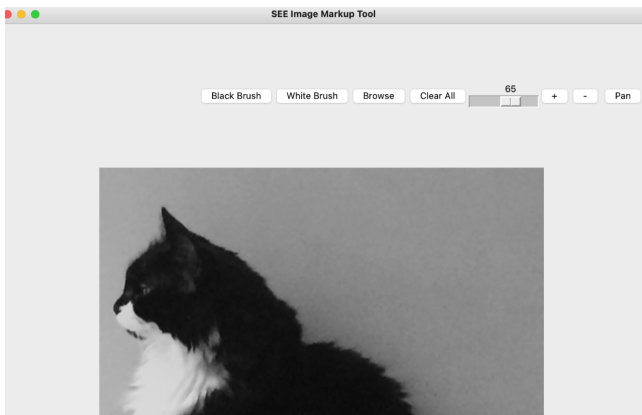 SEE Image Markup Tool
65
Black Brush White Brush Browse Clear All + - Pan